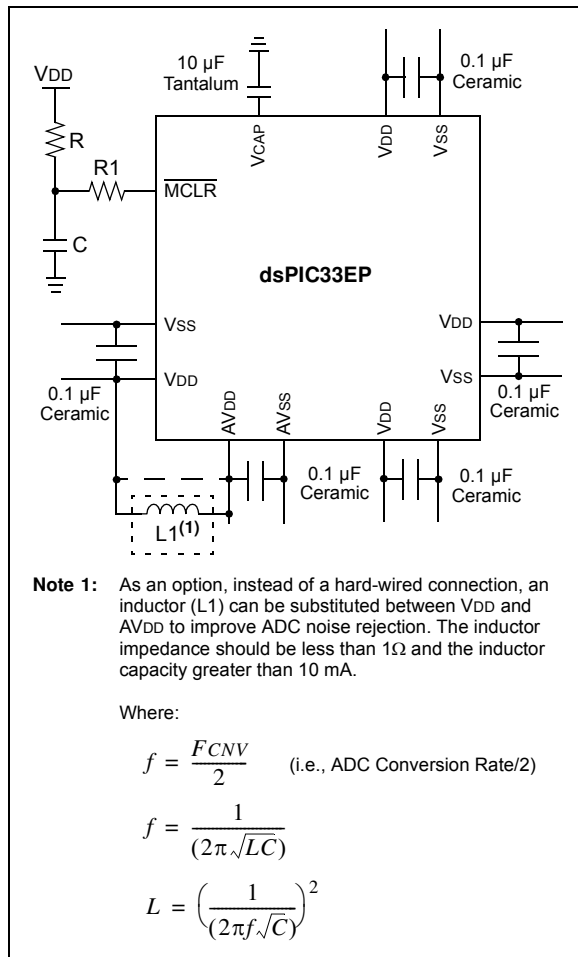 VDD
10 µF
Tantalum
0.1 µF
Ceramic
R
R1
C
VCAP
VDD
VSS
MCLR
dsPIC33EP
VSS
VDD
VDD
VSS
0.1 µF
Ceramic
0.1 µF
Ceramic
AVDD
AVSS
VDD
VSS
0.1 µF
Ceramic
0.1 µF
Ceramic
L1(1)
Note 1: As an option, instead of a hard-wired connection, an
inductor (L1) can be substituted between VDD and
AVDD to improve ADC noise rejection. The inductor
impedance should be less than 1Ω and the inductor
capacity greater than 10 mA.
Where:
f = FCNV / 2 (i.e., ADC Conversion Rate/2)
f = 1 / (2π√LC)
L = (1 / (2πf√C))²